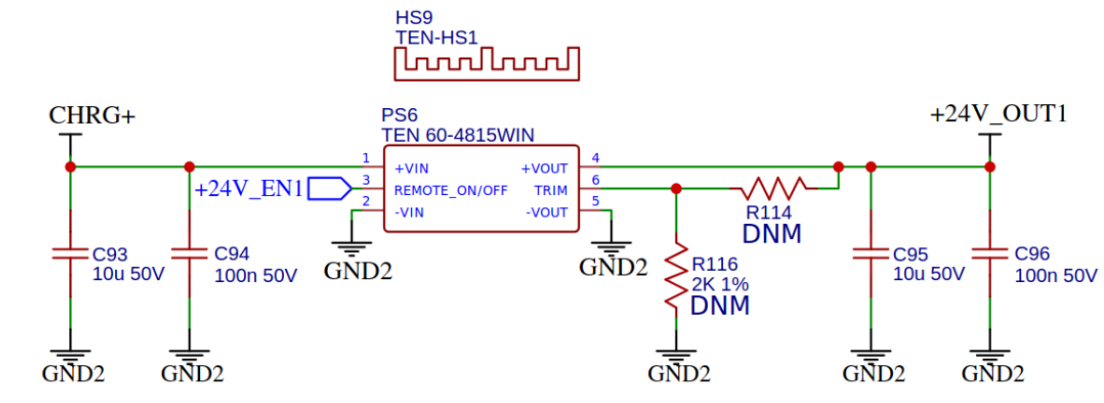 HS9
TEN-HS1
CHRG+
PS6
TEN 60-4815WIN
+24V_OUT1
1
+VIN
+VOUT
4
+24V_EN1
3
REMOTE_ON/OFF
TRIM
6
2
-VIN
-VOUT
5
R114
DNM
C93
10u 50V
C94
100n 50V
GND2
GND2
R116
2K 1%
DNM
C95
10u 50V
C96
100n 50V
GND2
GND2
GND2
GND2
GND2